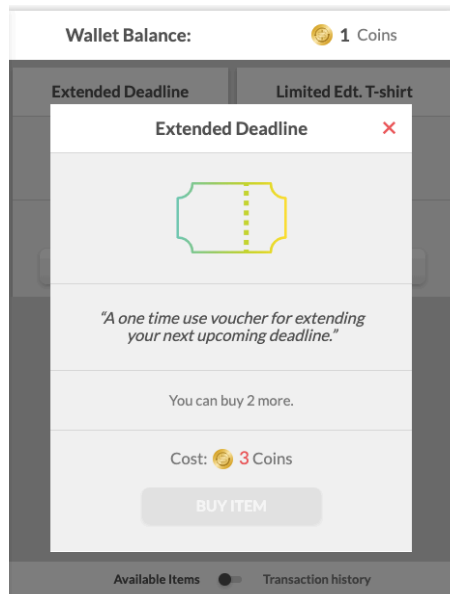 Wallet Balance: 1 Coins
Extended Deadline Limited Edt. T-shirt
Extended Deadline
“A one time use voucher for extending
your next upcoming deadline.”
You can buy 2 more.
Cost: 3 Coins
BUY ITEM
Available Items Transaction history